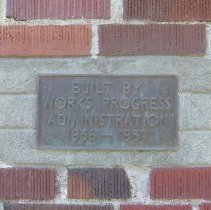 BUILT BY
WORKS PROGRESS
ADMINISTRATION
1936 — 1937